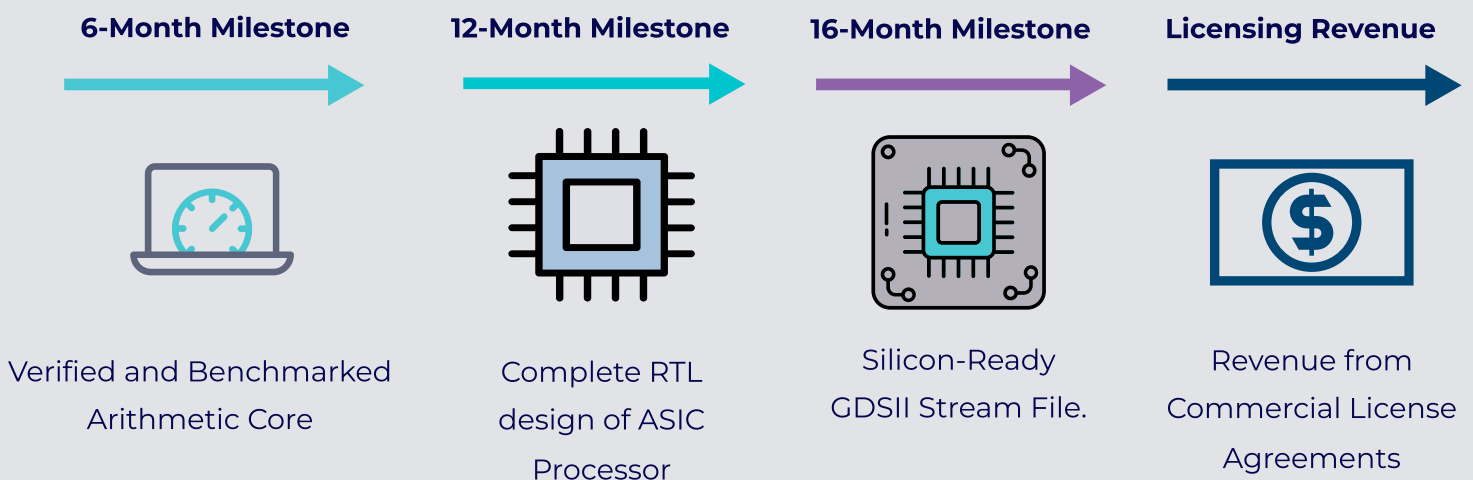 6-Month Milestone
Verified and Benchmarked
Arithmetic Core
12-Month Milestone
Complete RTL
design of ASIC
Processor
16-Month Milestone
Silicon-Ready
GDSII Stream File.
Licensing Revenue
$
Revenue from
Commercial License
Agreements